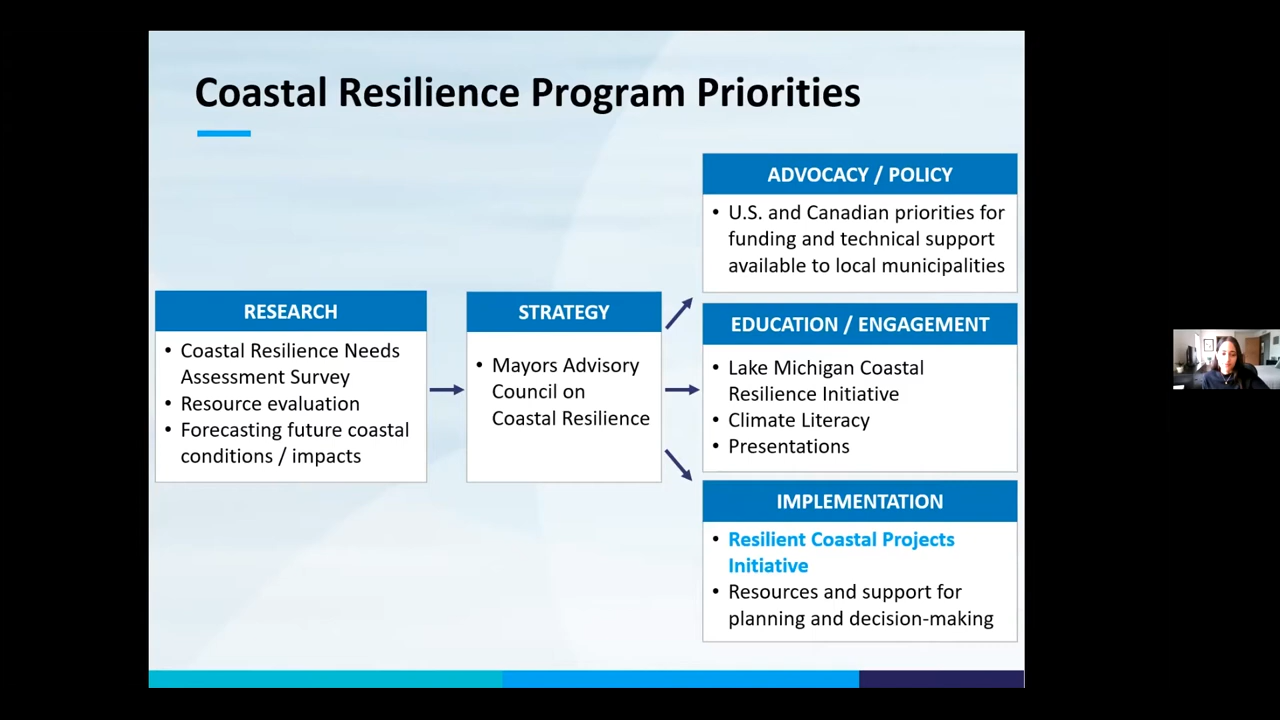 Coastal Resilience Program Priorities
RESEARCH
• Coastal Resilience Needs
Assessment Survey
• Resource evaluation
• Forecasting future coastal
conditions / impacts
STRATEGY
• Mayors Advisory
Council on
Coastal Resilience
ADVOCACY / POLICY
• U.S. and Canadian priorities for
funding and technical support
available to local municipalities
EDUCATION / ENGAGEMENT
• Lake Michigan Coastal
Resilience Initiative
• Climate Literacy
• Presentations
IMPLEMENTATION
• Resilient Coastal Projects
Initiative
• Resources and support for
planning and decision-making